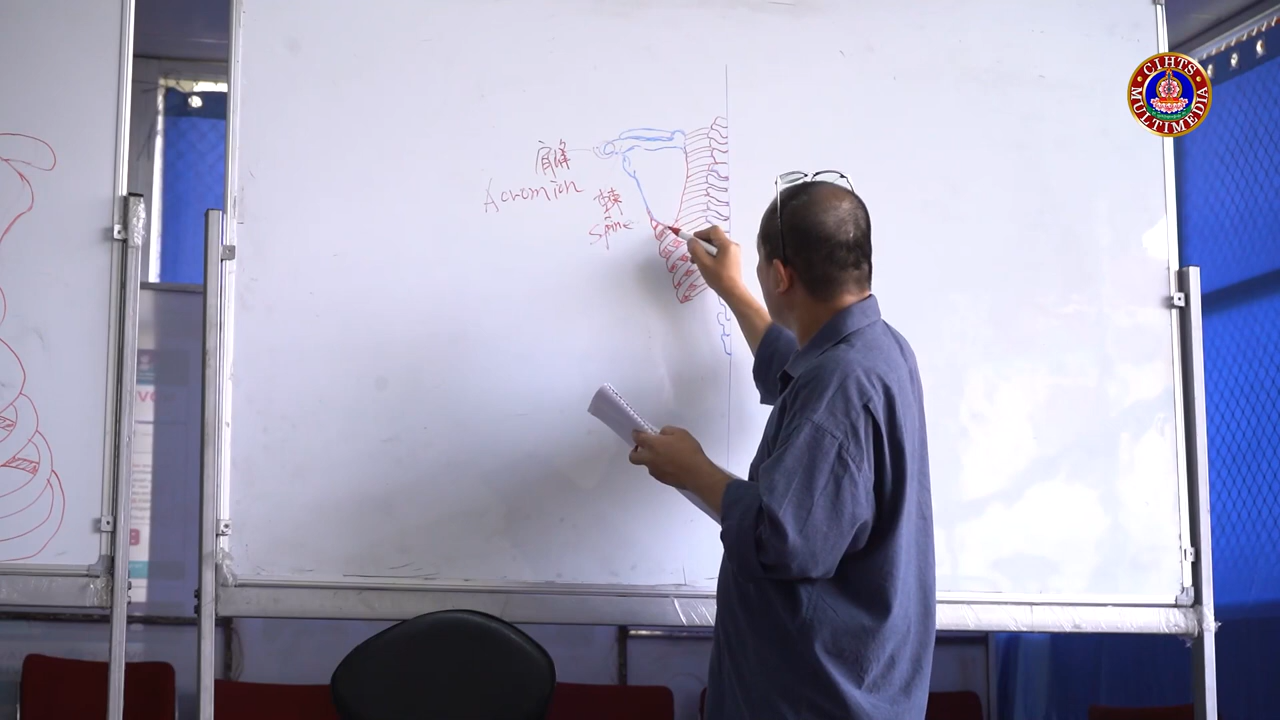 肩峰
Acromion
棘
Spine
CIHTS
MULTIMEDIA